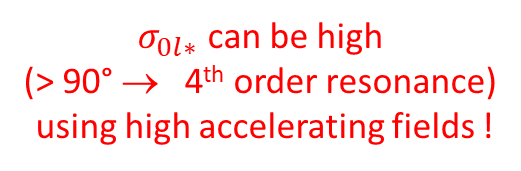 σ₀ₗ* can be high
(> 90° → 4th order resonance)
using high accelerating fields !